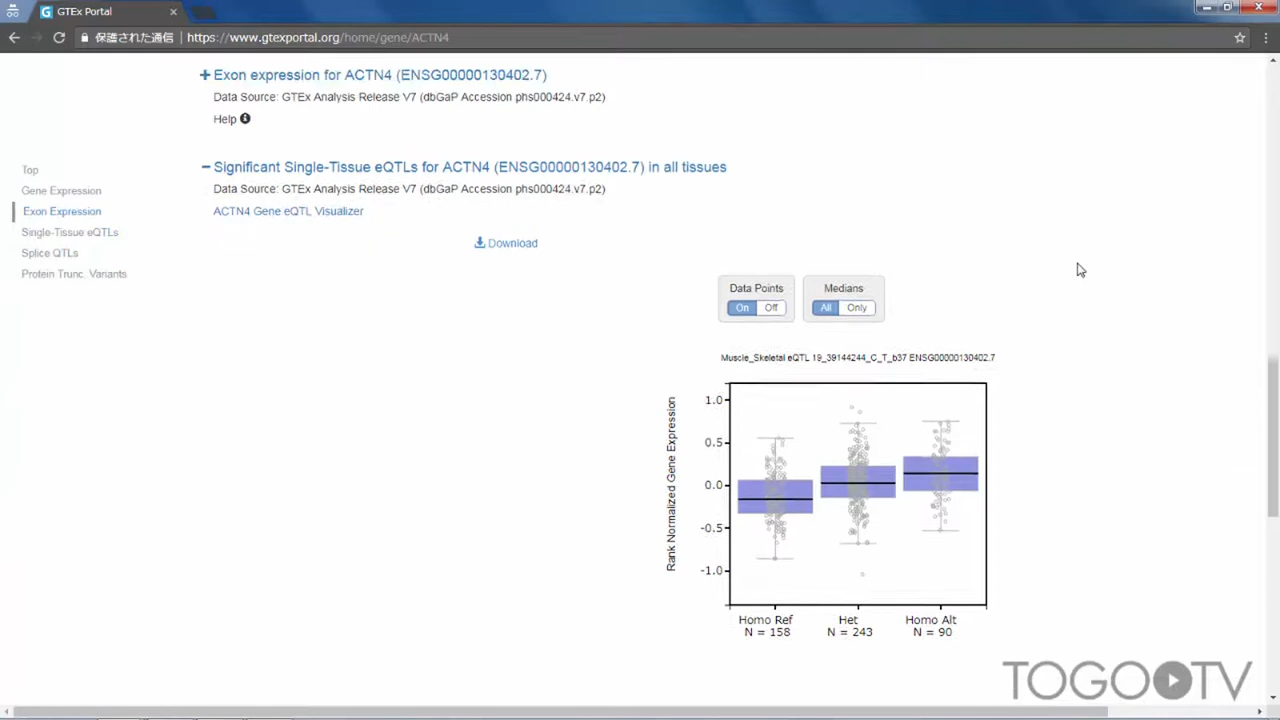 GTEx Portal
保護された通信 | https://www.gtexportal.org/home/gene/ACTN4
Exon expression for ACTN4 (ENSG00000130402.7)
Data Source: GTEx Analysis Release V7 (dbGaP Accession phs000424.v7.p2)
Help
Significant Single-Tissue eQTLs for ACTN4 (ENSG00000130402.7) in all tissues
Data Source: GTEx Analysis Release V7 (dbGaP Accession phs000424.v7.p2)
ACTN4 Gene eQTL Visualizer
Download
Top
Gene Expression
Exon Expression
Single-Tissue eQTLs
Splice QTLs
Protein Trunc. Variants
Data Points
On Off
Medians
All Only
Muscle_Skeletal eQTL 19_39144244_C_T_b37 ENSG00000130402.7
Rank Normalized Gene Expression
1.0
0.5
0.0
-0.5
-1.0
Homo Ref Het Homo Alt
N = 158 N = 243 N = 90
TOGO TV